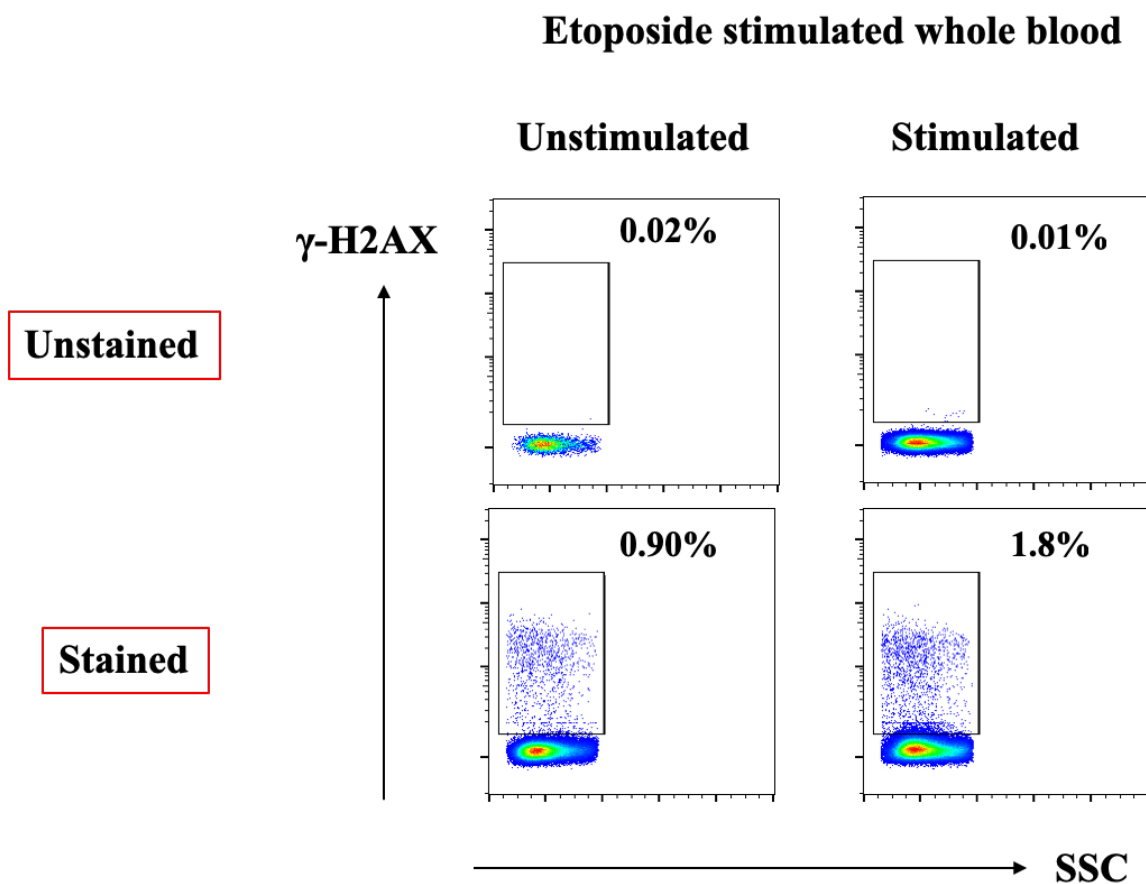 Etoposide stimulated whole blood
Unstimulated
Stimulated
γ-H2AX
0.02%
0.01%
Unstained
0.90%
1.8%
Stained
SSC